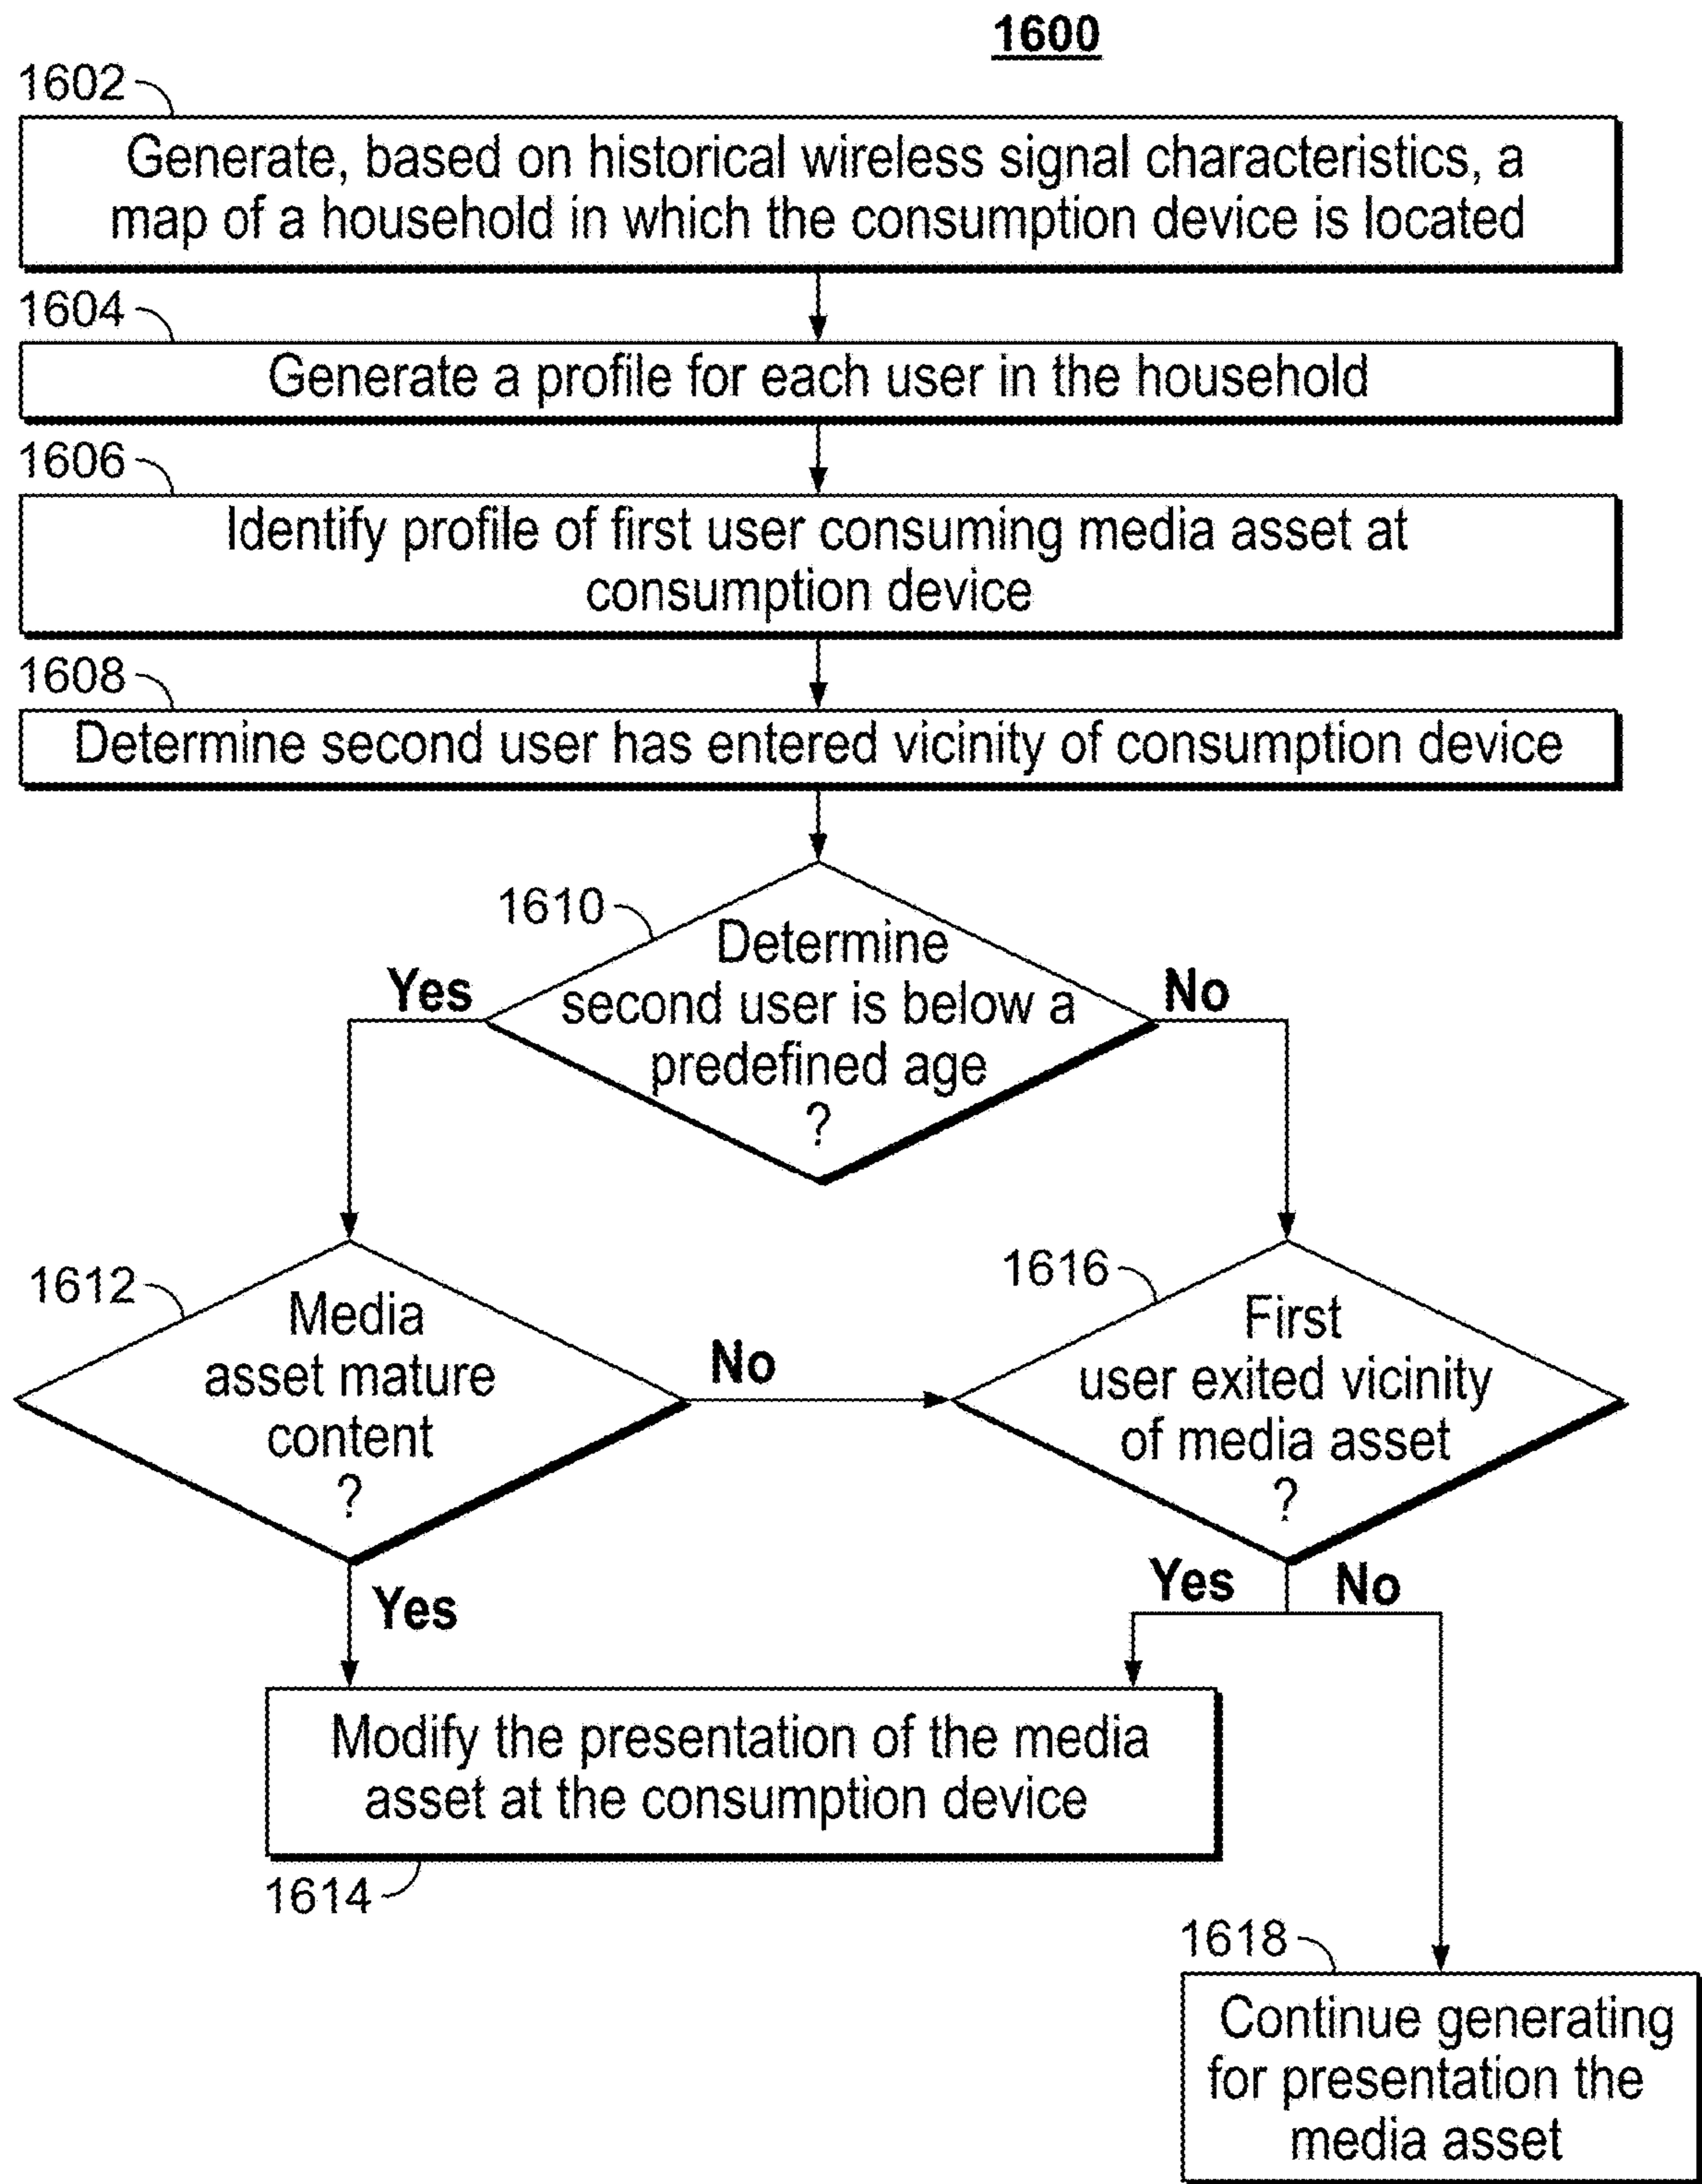 1600
1602
Generate, based on historical wireless signal characteristics, a
map of a household in which the consumption device is located
1604
Generate a profile for each user in the household
1606
Identify profile of first user consuming media asset at
consumption device
1608
Determine second user has entered vicinity of consumption device
1610
Determine
second user is below a
predefined age
?
Yes
No
1612
Media
asset mature
content
?
No
Yes
1616
First
user exited vicinity
of media asset
?
Yes
No
Modify the presentation of the media
asset at the consumption device
1614
1618
Continue generating
for presentation the
media asset